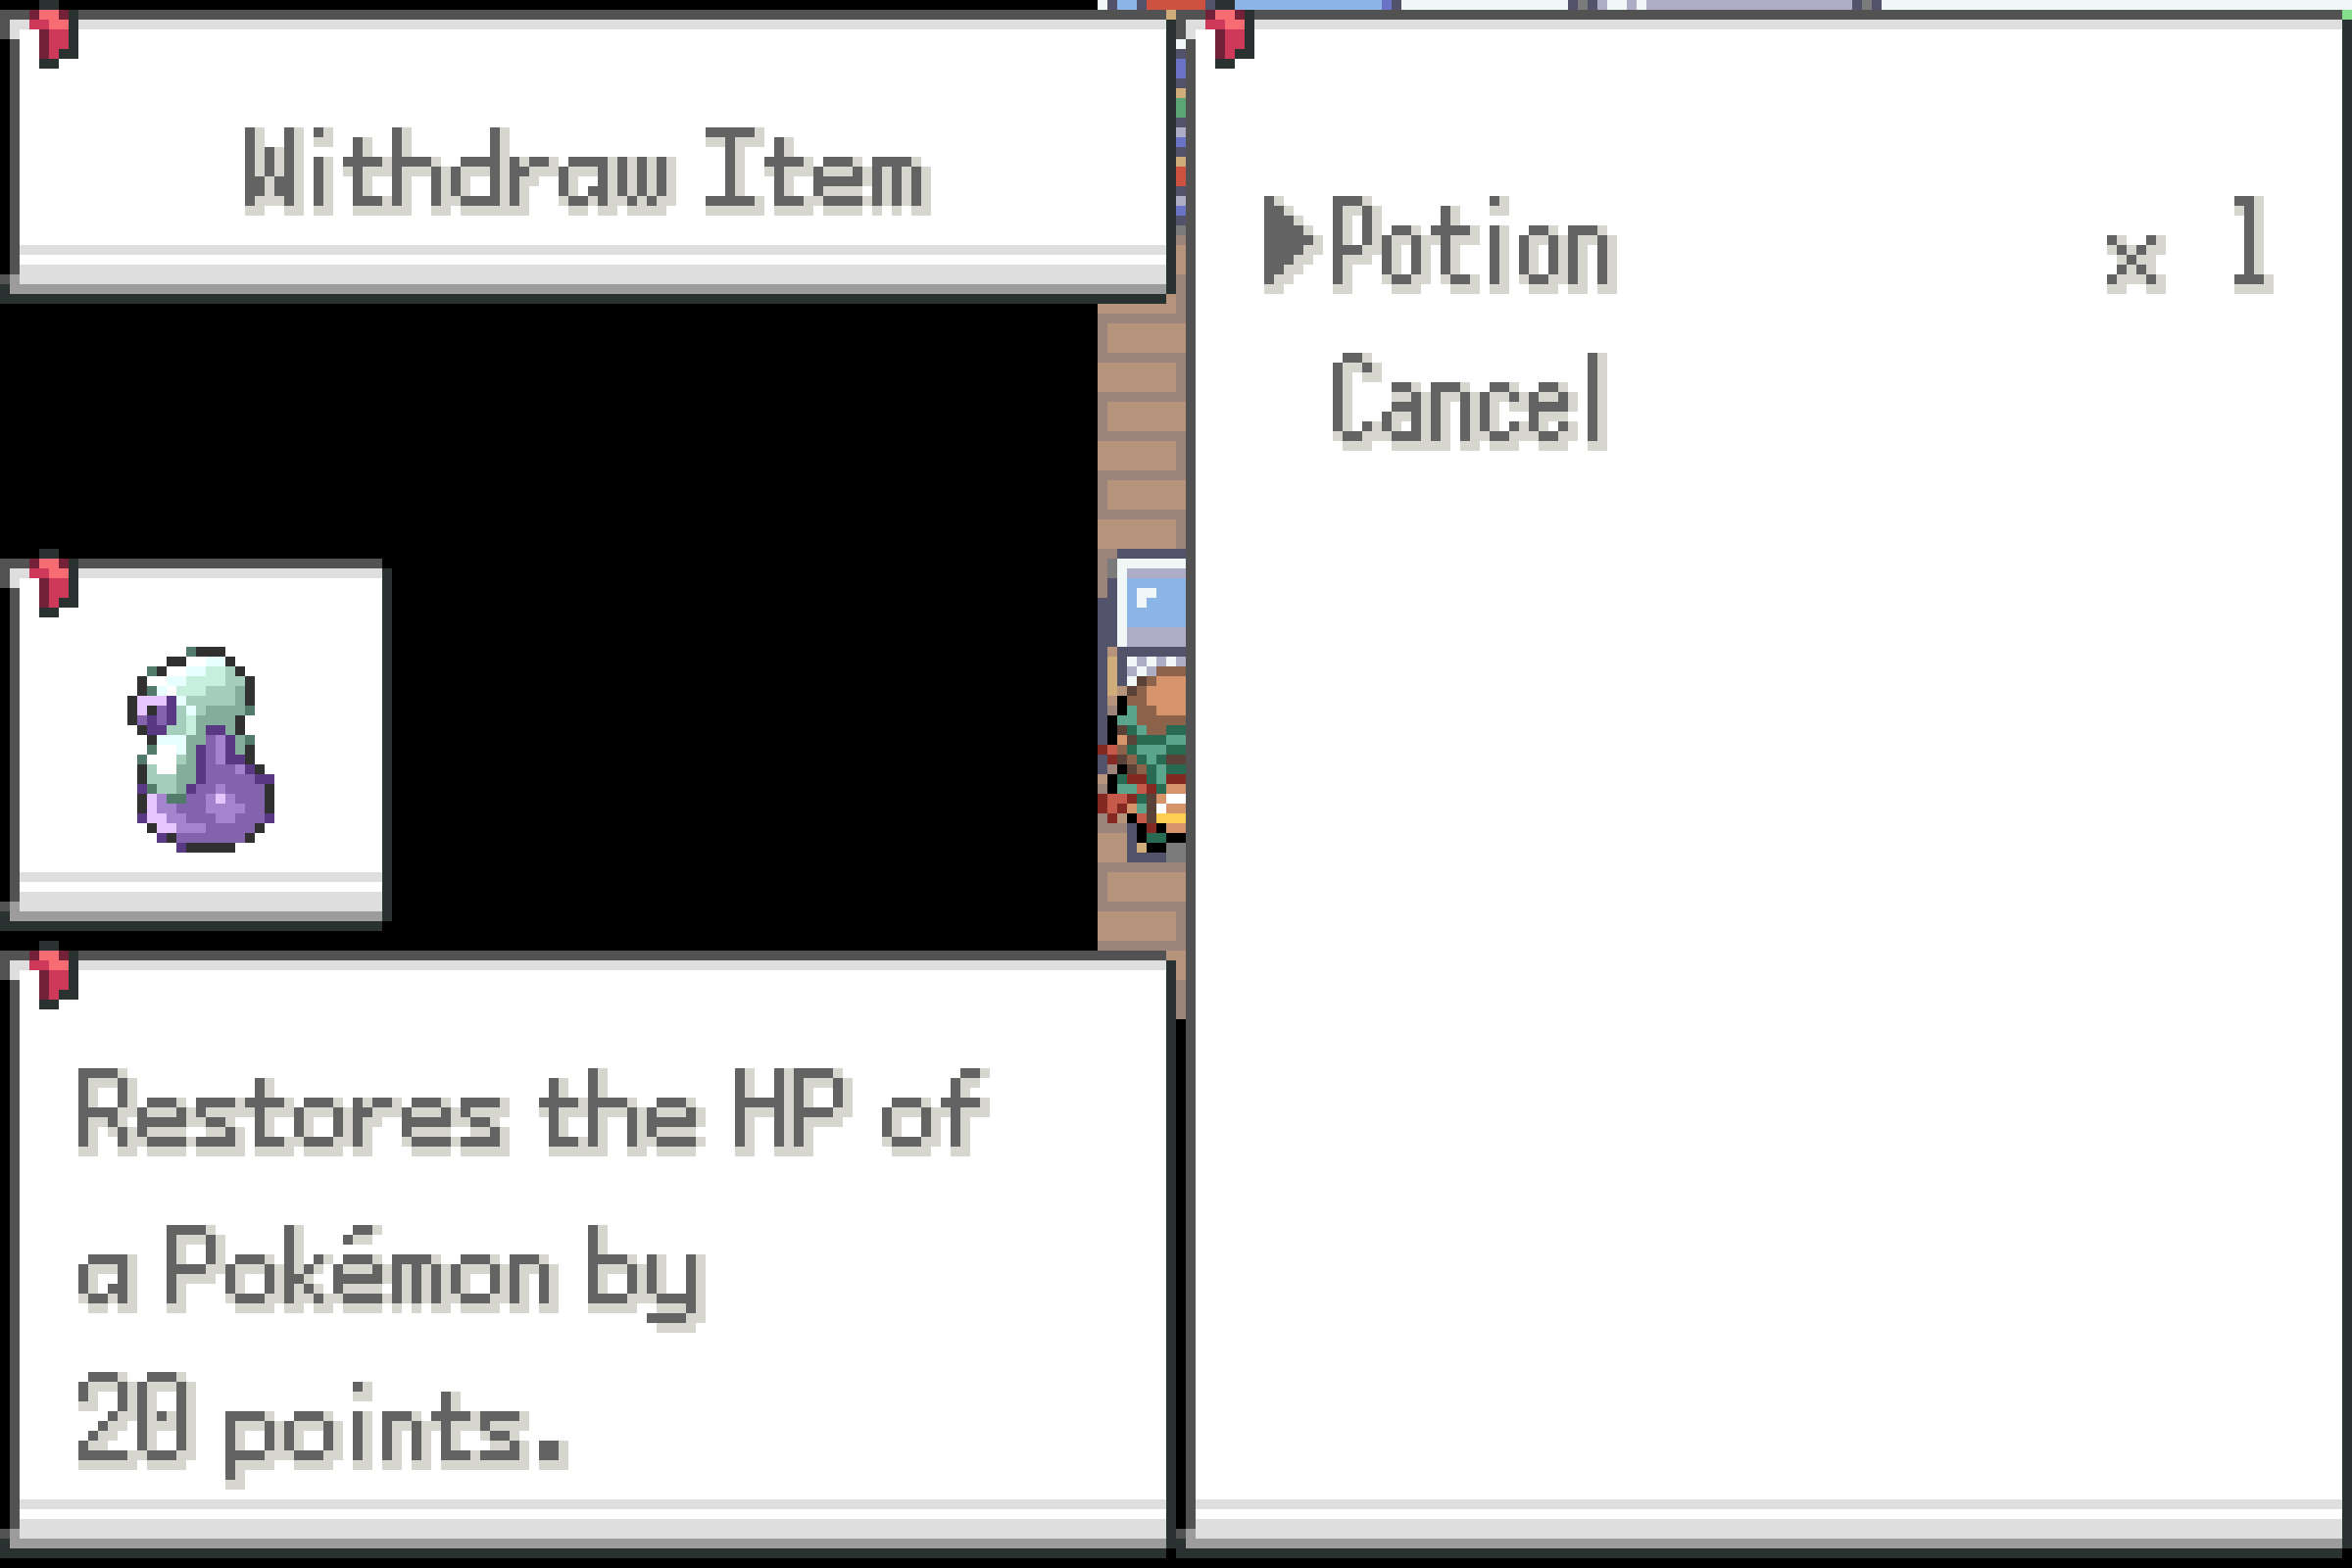 Withdraw Item
Potion x 1
Cancel
Restores the HP of
a Pokémon by
20 points.